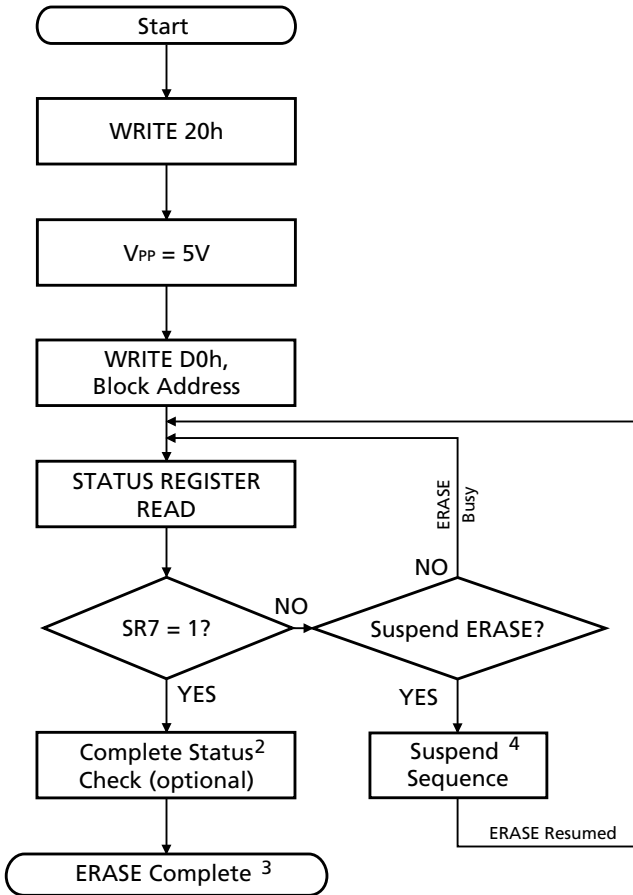 Start
WRITE 20h
VPP = 5V
WRITE D0h,
Block Address
STATUS REGISTER
READ
ERASE
Busy
NO
SR7 = 1?
NO
Suspend ERASE?
YES
YES
Complete Status2
Check (optional)
Suspend 4
Sequence
ERASE Resumed
ERASE Complete 3